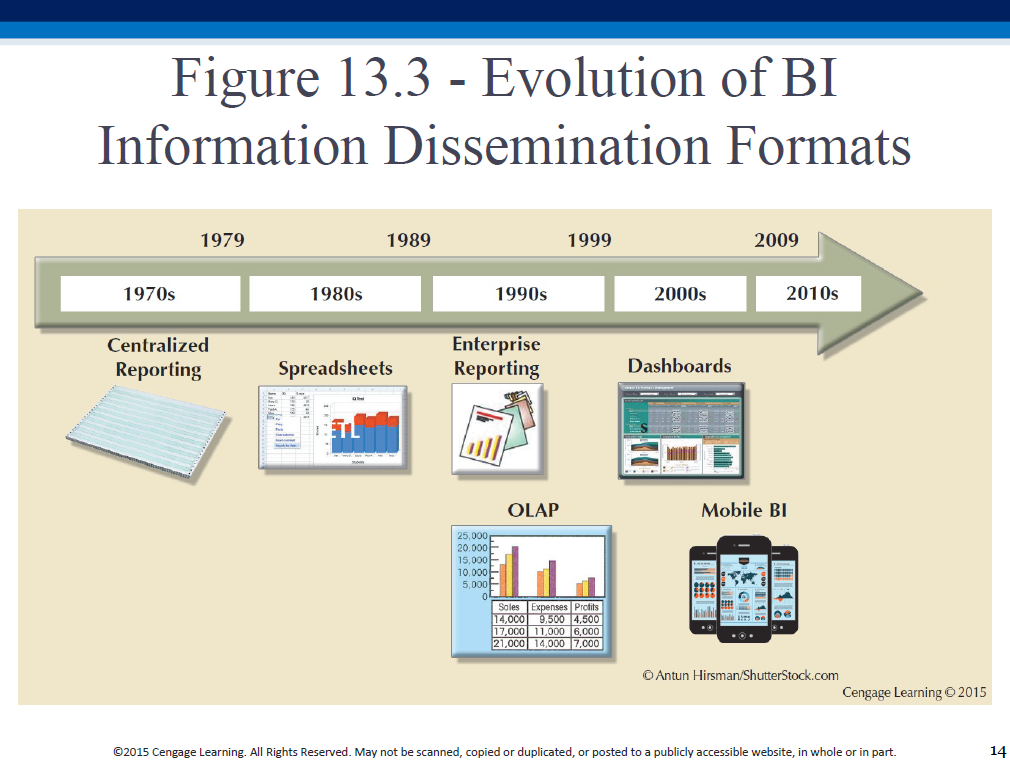 Figure 13.3 - Evolution of BI
Information Dissemination Formats
1979 1989 1999 2009
1970s 1980s 1990s 2000s 2010s
Centralized
Reporting
Spreadsheets
Enterprise
Reporting
Dashboards
OLAP
25,000
20,000
15,000
10,000
5,000
0
Sales Expenses Profits
14,000 9,500 4,500
17,000 11,000 6,000
21,000 14,000 7,000
Mobile BI
© Antun Hirsman/ShutterStock.com
Cengage Learning © 2015
©2015 Cengage Learning. All Rights Reserved. May not be scanned, copied or duplicated, or posted to a publicly accessible website, in whole or in part.
14